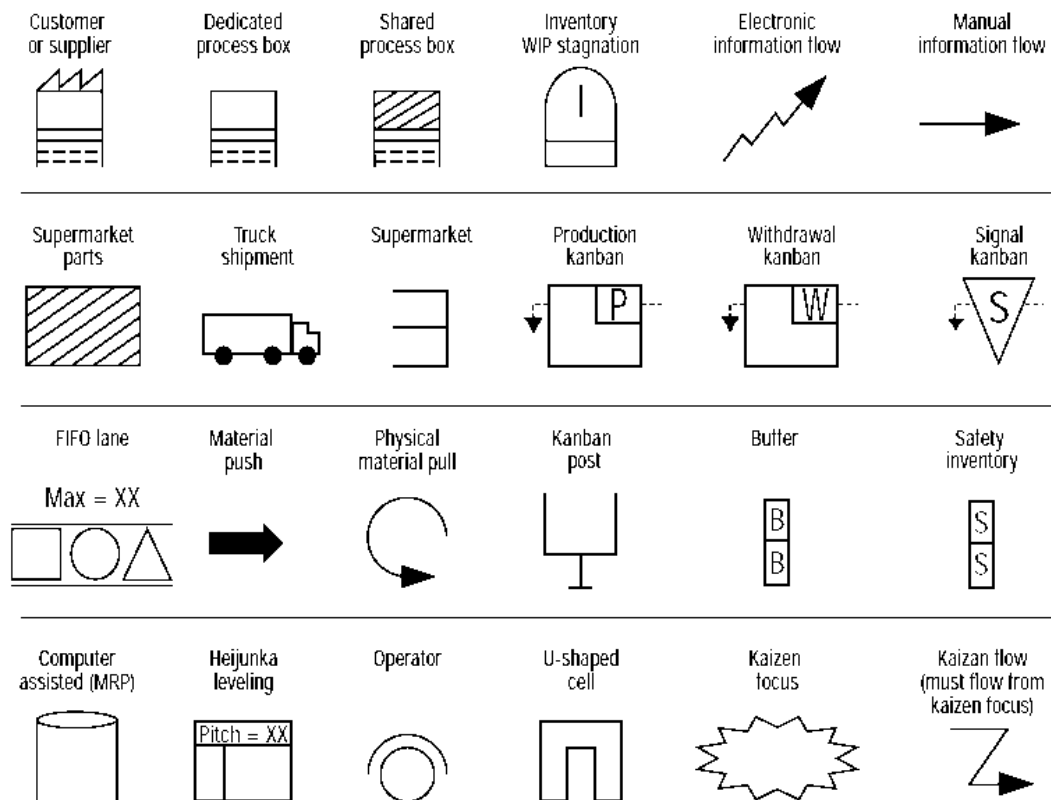 Customer
or supplier
Dedicated
process box
Shared
process box
Inventory
WIP stagnation
I
Electronic
information flow
Manual
information flow
Supermarket
parts
Truck
shipment
Supermarket
Production
kanban
P
Withdrawal
kanban
W
Signal
kanban
S
FIFO lane
Max = XX
Material
push
Physical
material pull
Kanban
post
Buffer
B
B
Safety
inventory
S
S
Computer
assisted (MRP)
Heijunka
leveling
Pitch = XX
Operator
U-shaped
cell
Kaizen
focus
Kaizan flow
(must flow from
kaizen focus)